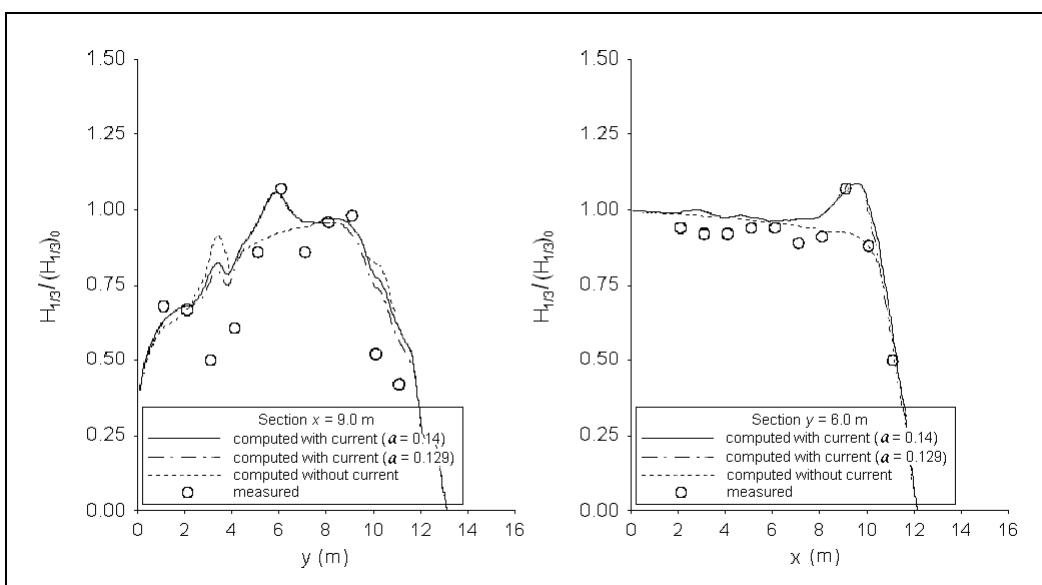 1.50
1.25
1.00
0.75
0.50
0.25
0.00
H1/3/ (H1/3)0
0 2 4 6 8 10 12 14 16
y (m)
Section x = 9.0 m
computed with current (a = 0.14)
computed with current (a = 0.129)
computed without current
measured
1.50
1.25
1.00
0.75
0.50
0.25
0.00
H1/3/ (H1/3)0
0 2 4 6 8 10 12 14 16
x (m)
Section y = 6.0 m
computed with current (a = 0.14)
computed with current (a = 0.129)
computed without current
measured